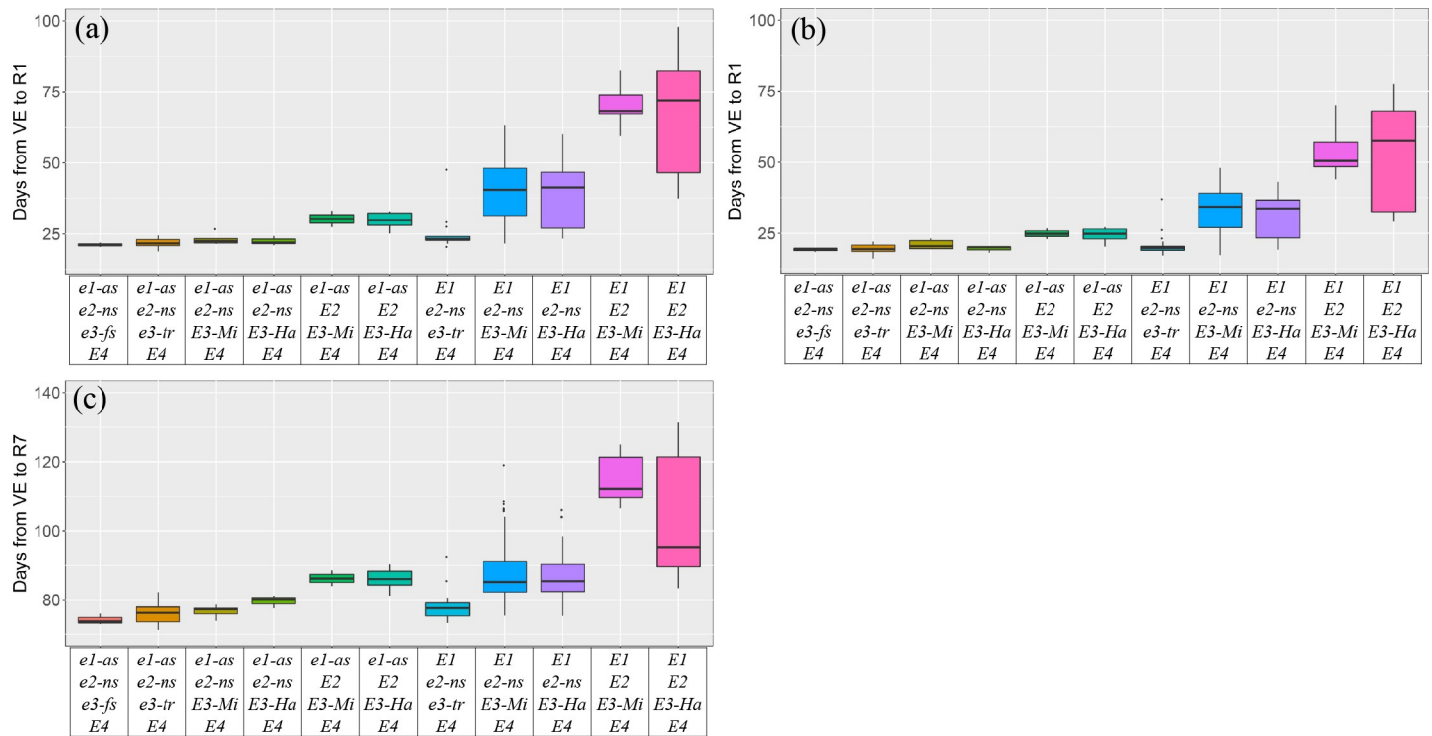 (a)
Days from VE to R1
100
75
50
25
e1-as e1-as e1-as e1-as e1-as e1-as E1 E1 E1 E1 E1
e2-ns e2-ns e2-ns e2-ns E2 E2 e2-ns e2-ns e2-ns E2 E2
e3-fs e3-tr E3-Mi E3-Ha E3-Mi E3-Ha e3-tr E3-Mi E3-Ha E3-Mi E3-Ha
E4 E4 E4 E4 E4 E4 E4 E4 E4 E4 E4
(b)
Days from VE to R1
100
75
50
25
e1-as e1-as e1-as e1-as e1-as e1-as E1 E1 E1 E1 E1
e2-ns e2-ns e2-ns e2-ns E2 E2 e2-ns e2-ns e2-ns E2 E2
e3-fs e3-tr E3-Mi E3-Ha E3-Mi E3-Ha e3-tr E3-Mi E3-Ha E3-Mi E3-Ha
E4 E4 E4 E4 E4 E4 E4 E4 E4 E4 E4
(c)
Days from VE to R7
140
120
100
80
e1-as e1-as e1-as e1-as e1-as e1-as E1 E1 E1 E1 E1
e2-ns e2-ns e2-ns e2-ns E2 E2 e2-ns e2-ns e2-ns E2 E2
e3-fs e3-tr E3-Mi E3-Ha E3-Mi E3-Ha e3-tr E3-Mi E3-Ha E3-Mi E3-Ha
E4 E4 E4 E4 E4 E4 E4 E4 E4 E4 E4